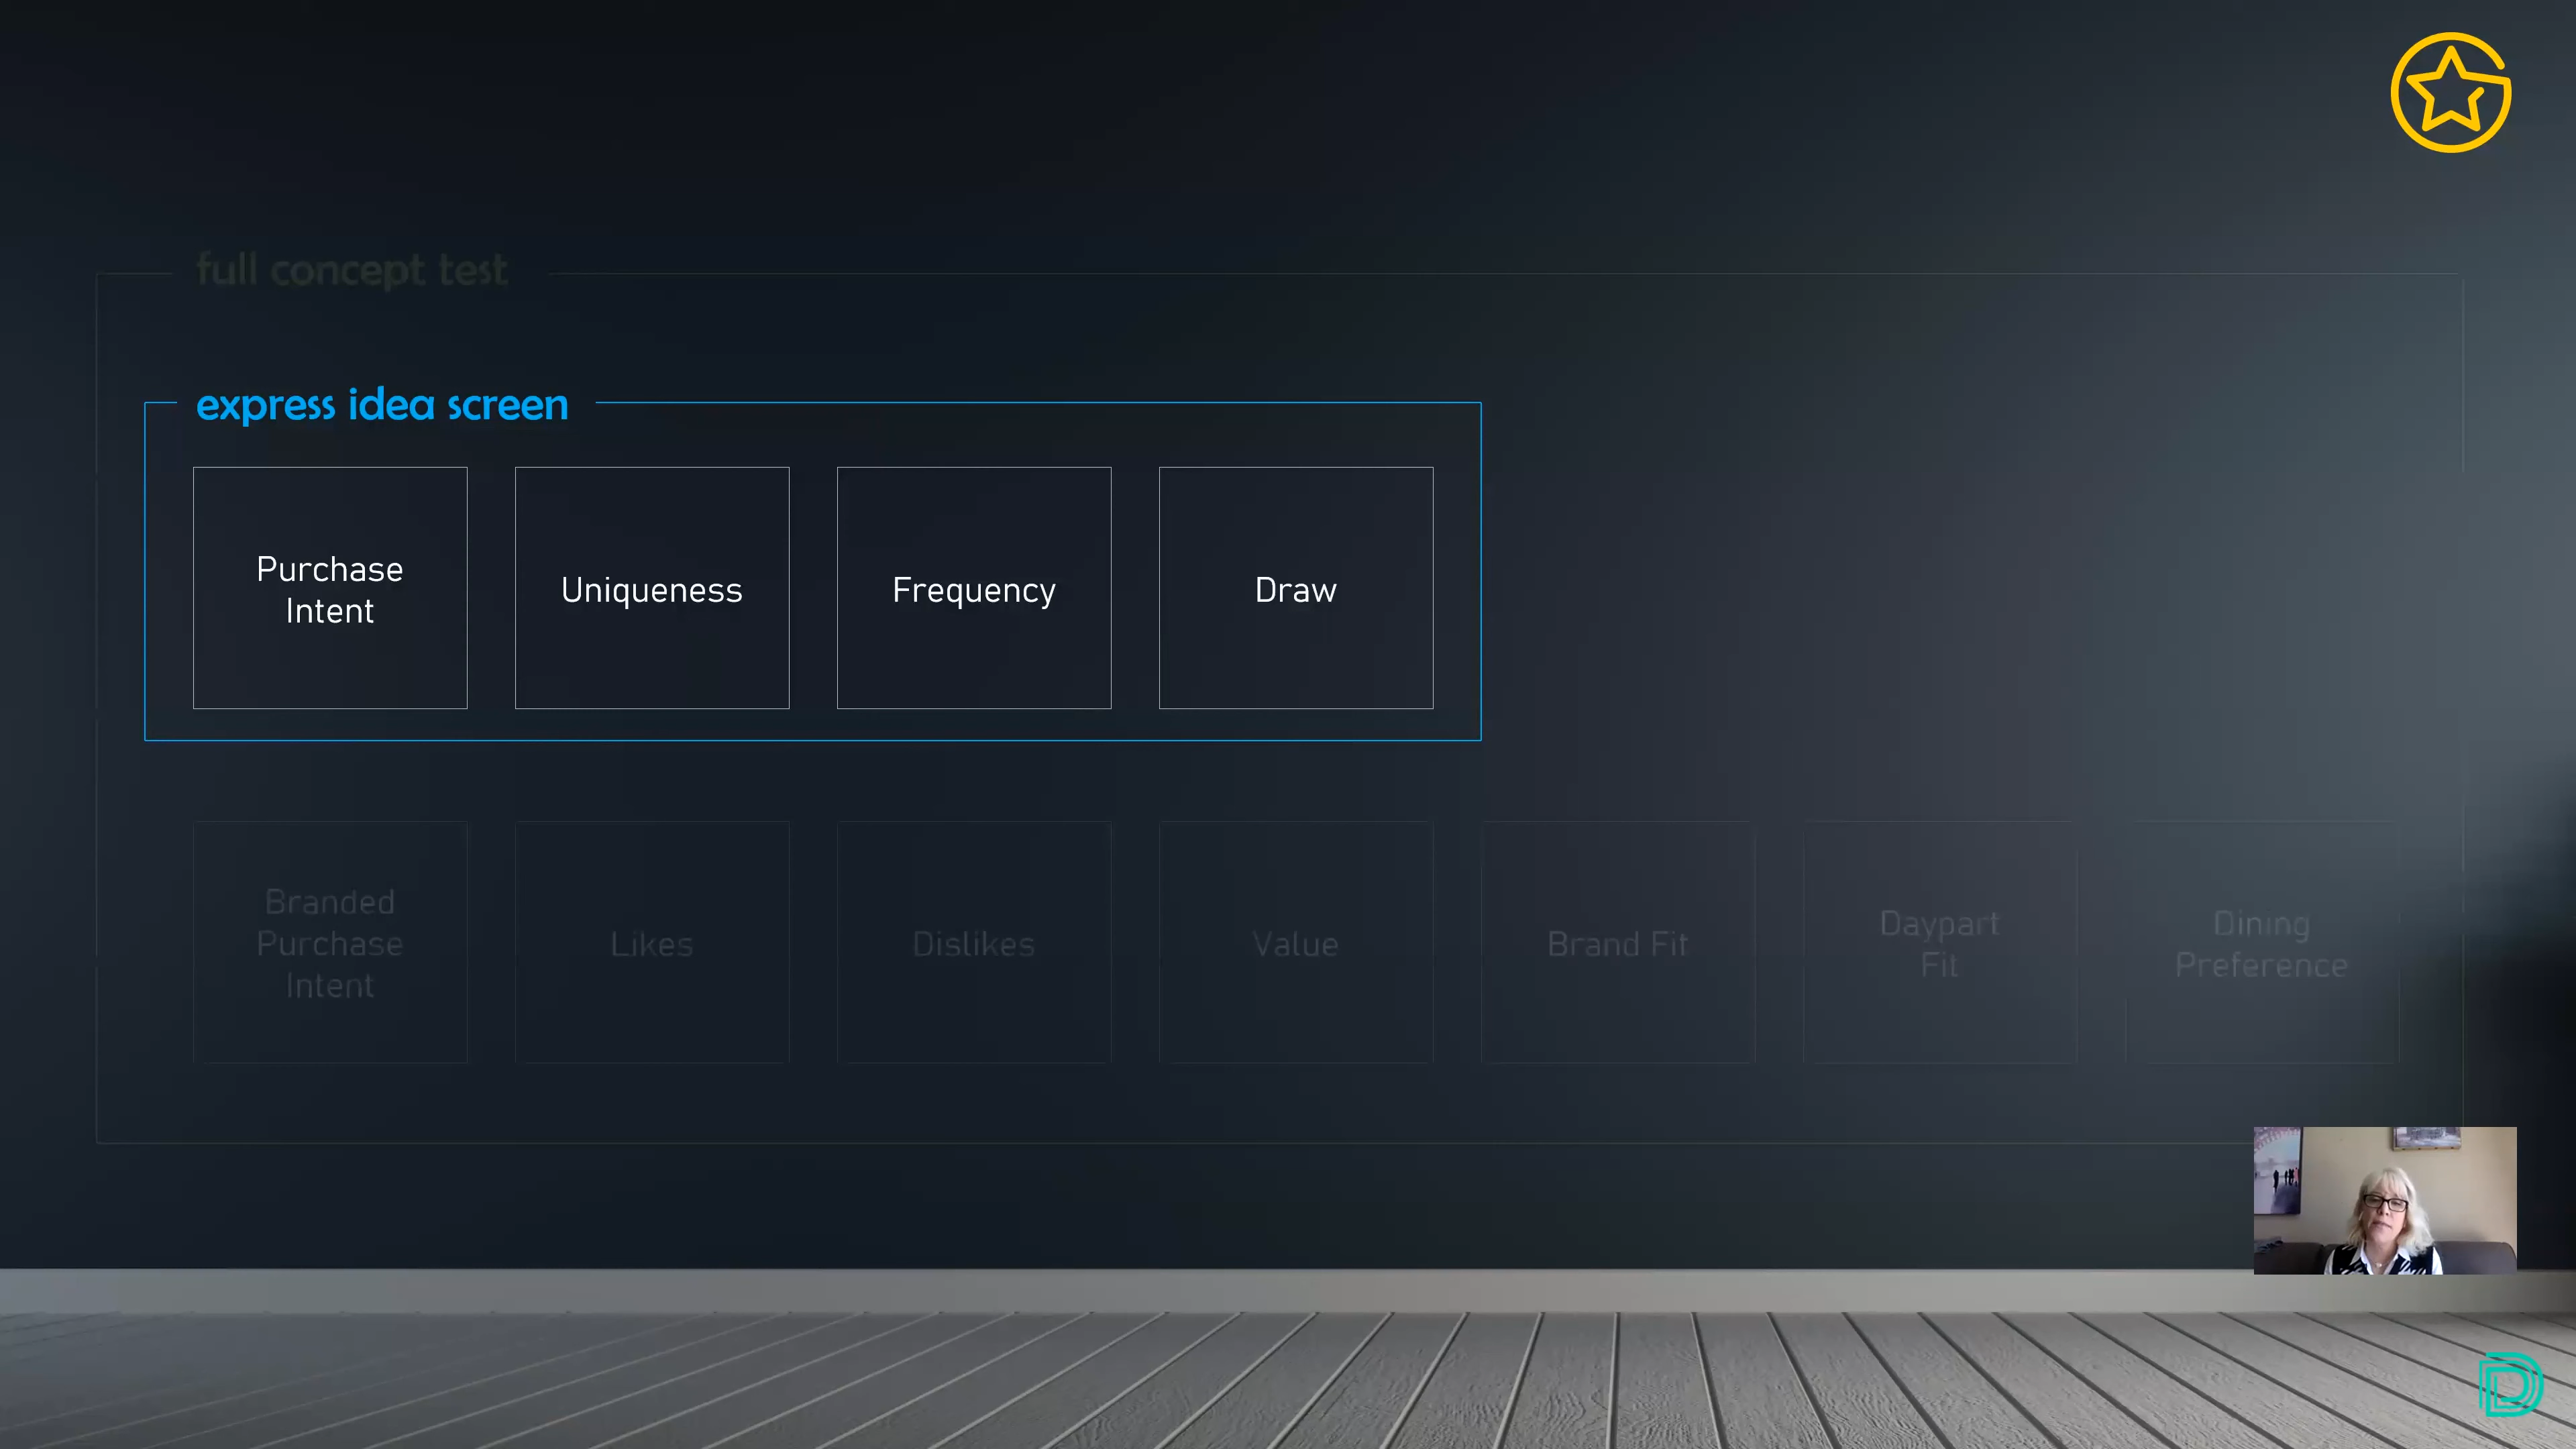 full concept test
express idea screen
Purchase
Intent
Uniqueness
Frequency
Draw
Branded
Purchase
Intent
Likes
Dislikes
Value
Brand Fit
Daypart
Fit
Dining
Preference